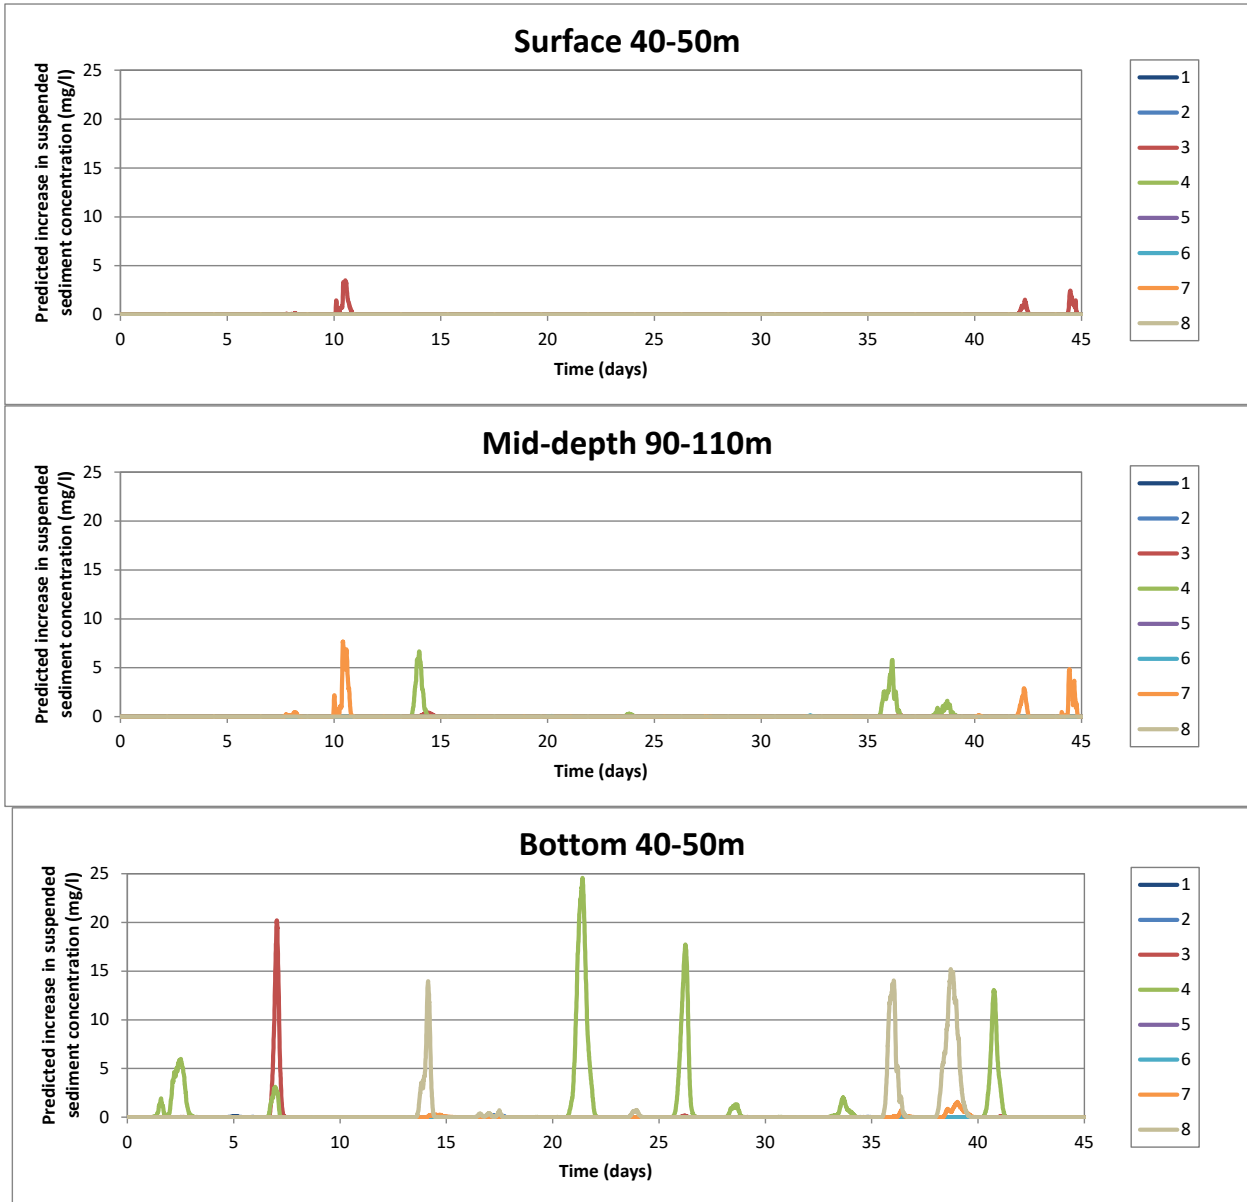 Surface 40-50m
Predicted increase in suspended
sediment concentration (mg/l)
25
20
15
10
5
0
0 5 10 15 20 25 30 35 40 45
Time (days)
1
2
3
4
5
6
7
8
Mid-depth 90-110m
Predicted increase in suspended
sediment concentration (mg/l)
25
20
15
10
5
0
0 5 10 15 20 25 30 35 40 45
Time (days)
1
2
3
4
5
6
7
8
Bottom 40-50m
Predicted increase in suspended
sediment concentration (mg/l)
25
20
15
10
5
0
0 5 10 15 20 25 30 35 40 45
Time (days)
1
2
3
4
5
6
7
8